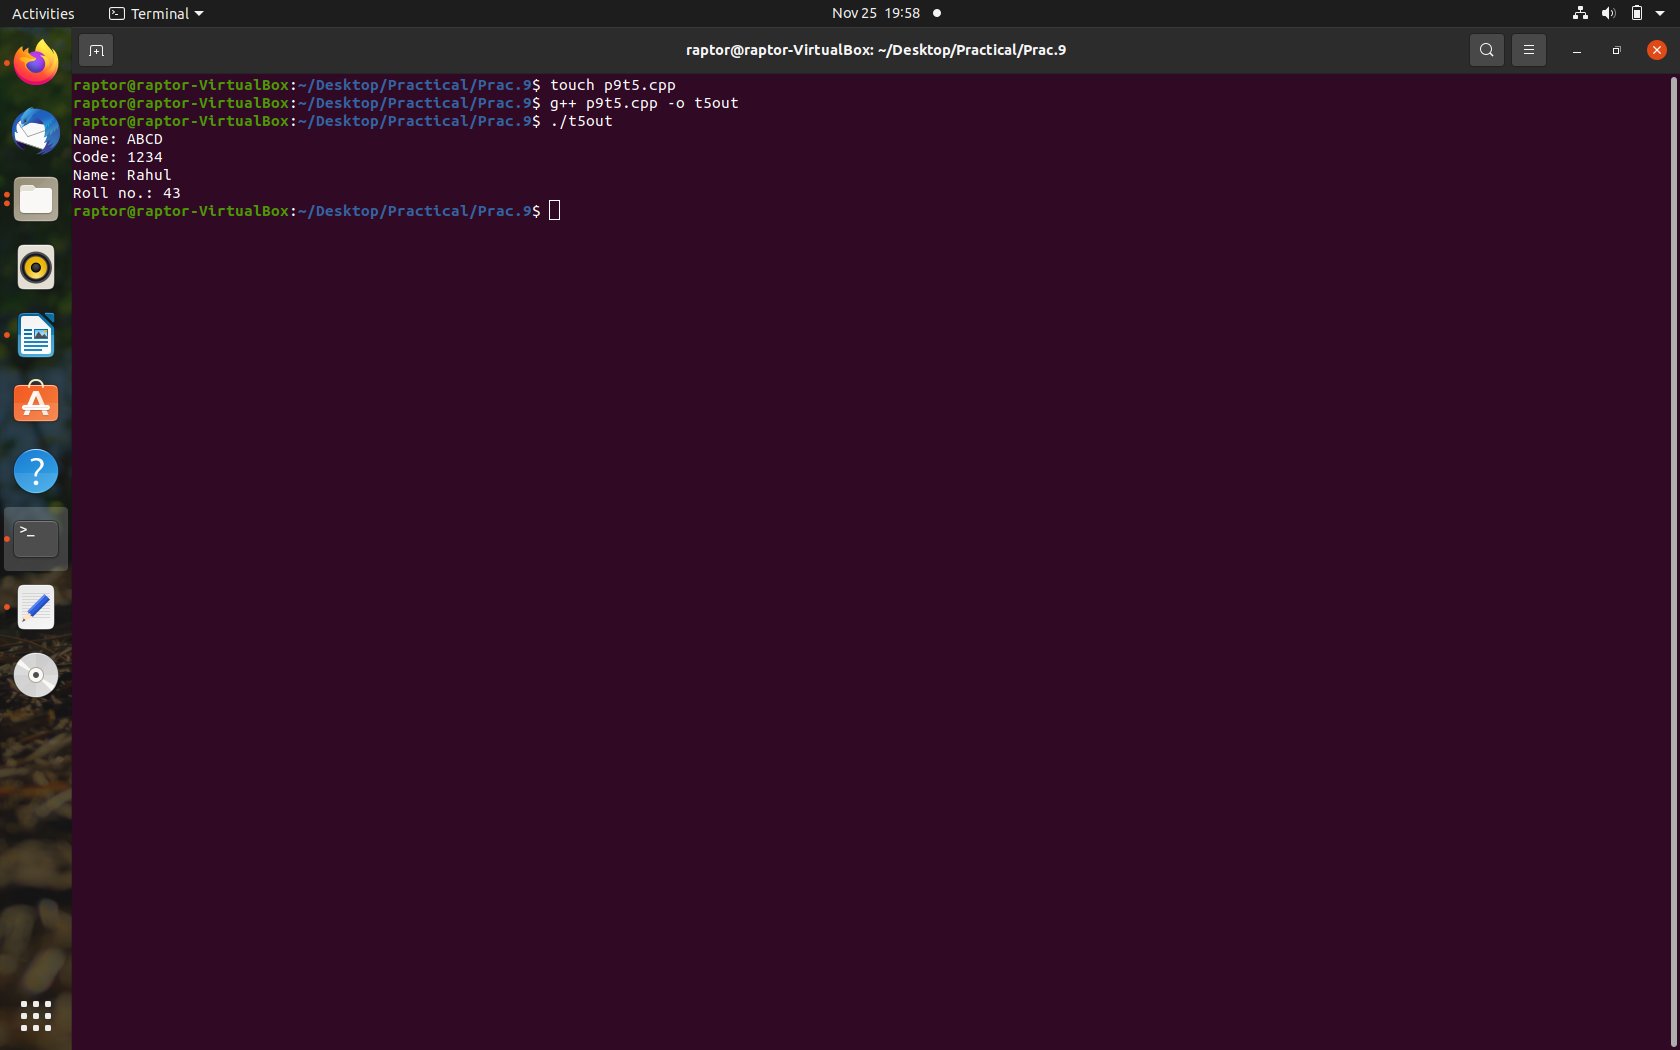 Activities
Terminal
Nov 25 19:58
raptor@raptor-VirtualBox: ~/Desktop/Practical/Prac.9
raptor@raptor-VirtualBox:~/Desktop/Practical/Prac.9$ touch p9t5.cpp
raptor@raptor-VirtualBox:~/Desktop/Practical/Prac.9$ g++ p9t5.cpp -o t5out
raptor@raptor-VirtualBox:~/Desktop/Practical/Prac.9$ ./t5out
Name: ABCD
Code: 1234
Name: Rahul
Roll no.: 43
raptor@raptor-VirtualBox:~/Desktop/Practical/Prac.9$